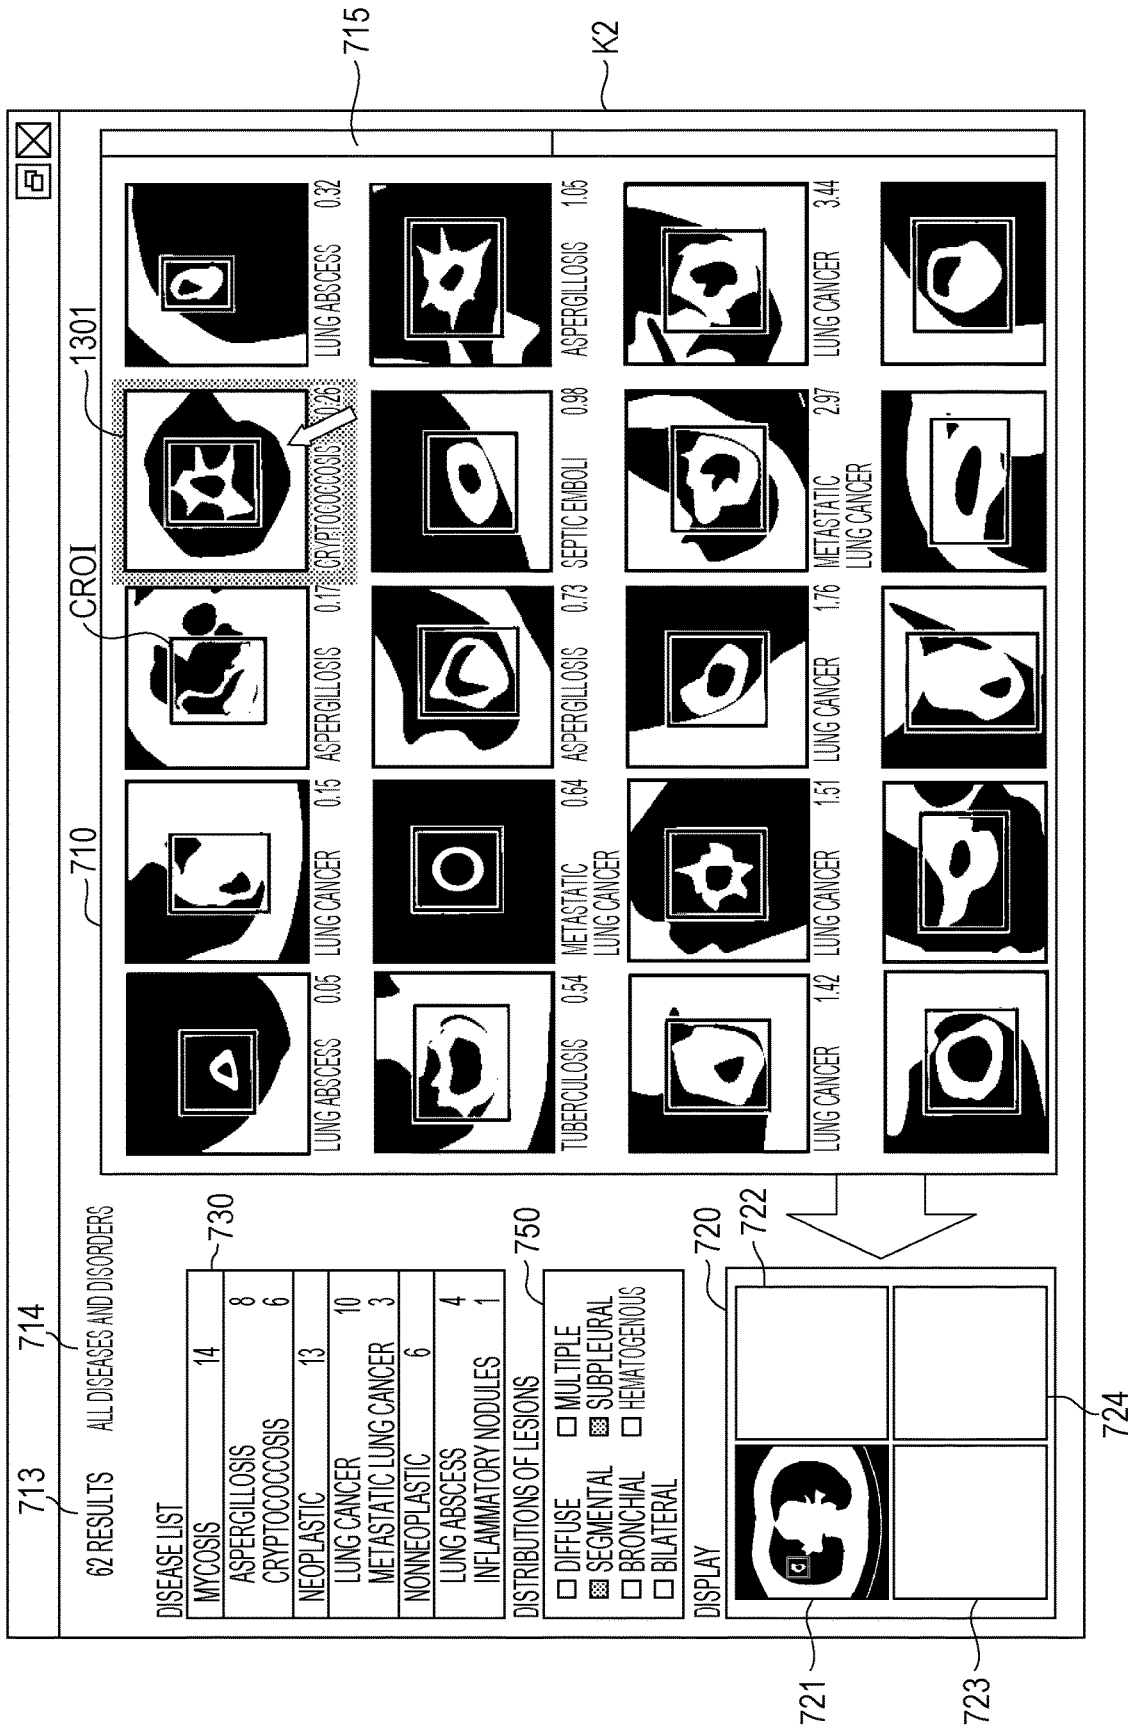 713
714
710
CROI
1301
715
K2
62 RESULTS ALL DISEASES AND DISORDERS
DISEASE LIST
730
MYCOSIS 14
ASPERGILLOSIS 8
CRYPTOCOCCOSIS 6
NEOPLASTIC 13
LUNG CANCER 10
METASTATIC LUNG CANCER 3
NONNEOPLASTIC 6
LUNG ABSCESS 4
INFLAMMATORY NODULES 1
DISTRIBUTIONS OF LESIONS
750
DIFFUSE MULTIPLE
SEGMENTAL SUBPLEURAL
BRONCHIAL HEMATOGENOUS
BILATERAL
DISPLAY
720
722
721
723
724
LUNG ABSCESS 0.05
LUNG CANCER 0.15
ASPERGILLOSIS 0.17
CRYPTOCOCCOSIS 0.26
LUNG ABSCESS 0.32
TUBERCULOSIS 0.54
METASTATIC 0.64
LUNG CANCER
ASPERGILLOSIS 0.73
SEPTIC EMBOLI 0.98
ASPERGILLOSIS 1.05
LUNG CANCER 1.42
LUNG CANCER 1.51
LUNG CANCER 1.76
METASTATIC 2.97
LUNG CANCER
LUNG CANCER 3.44